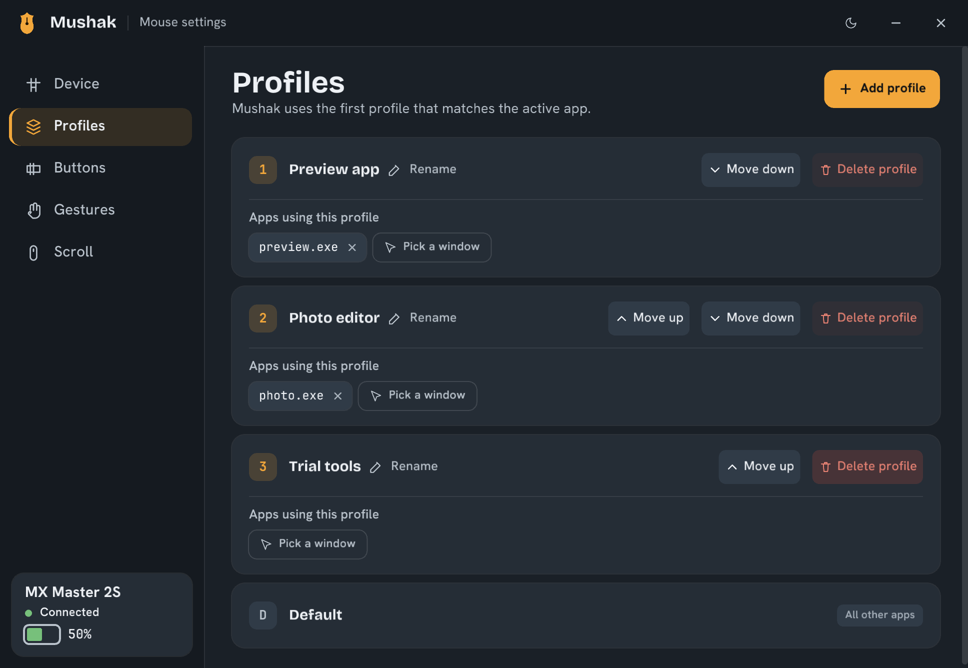 Mushak | Mouse settings
Device
Profiles
Buttons
Gestures
Scroll
MX Master 2S
Connected
50%
Profiles
Mushak uses the first profile that matches the active app.
+ Add profile
1 Preview app Rename Move down Delete profile
Apps using this profile
preview.exe × Pick a window
2 Photo editor Rename Move up Move down Delete profile
Apps using this profile
photo.exe × Pick a window
3 Trial tools Rename Move up Delete profile
Apps using this profile
Pick a window
D Default All other apps